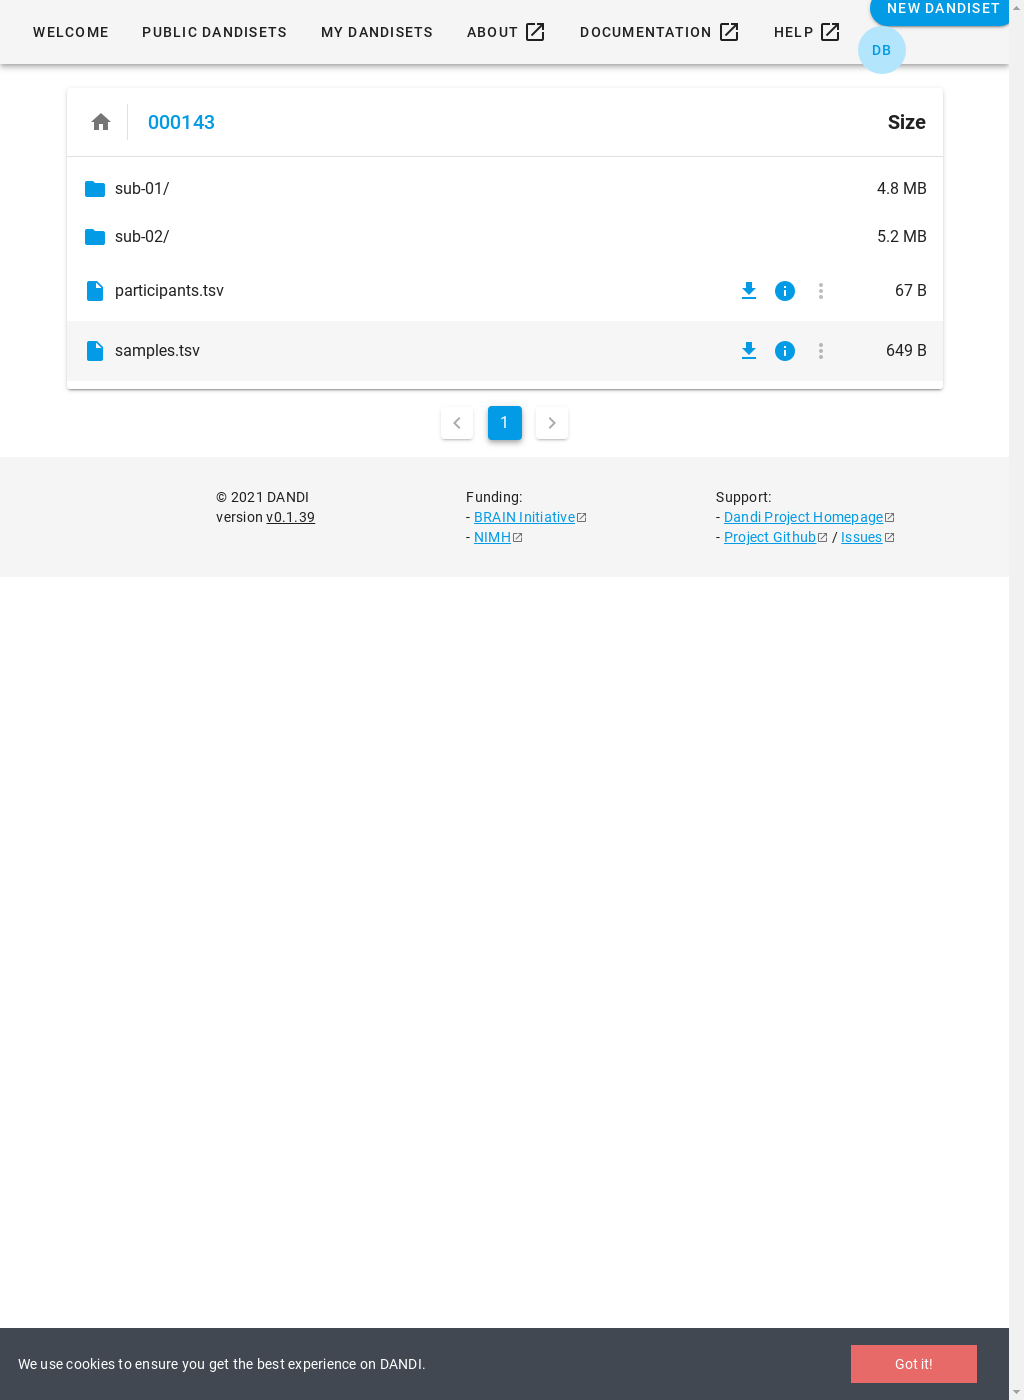 NEW DANDISET
WELCOME PUBLIC DANDISETS MY DANDISETS ABOUT DOCUMENTATION HELP
DB
000143 Size
sub-01/ 4.8 MB
sub-02/ 5.2 MB
participants.tsv 67 B
samples.tsv 649 B
1
© 2021 DANDI Funding: Support:
version v0.1.39 - BRAIN Initiative - Dandi Project Homepage
- NIMH - Project Github / Issues
We use cookies to ensure you get the best experience on DANDI. Got it!